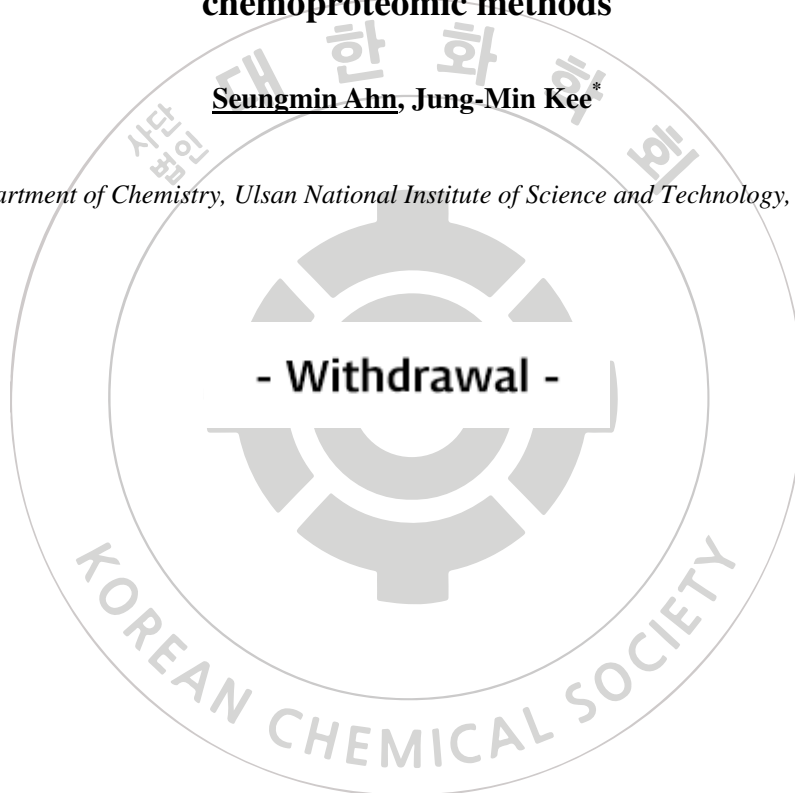 chemoproteomic methods
사단
법인
대 한 화 학 회
Seungmin Ahn, Jung-Min Kee*
artment of Chemistry, Ulsan National Institute of Science and Technology,
- Withdrawal -
KOREAN CHEMICAL SOCIETY